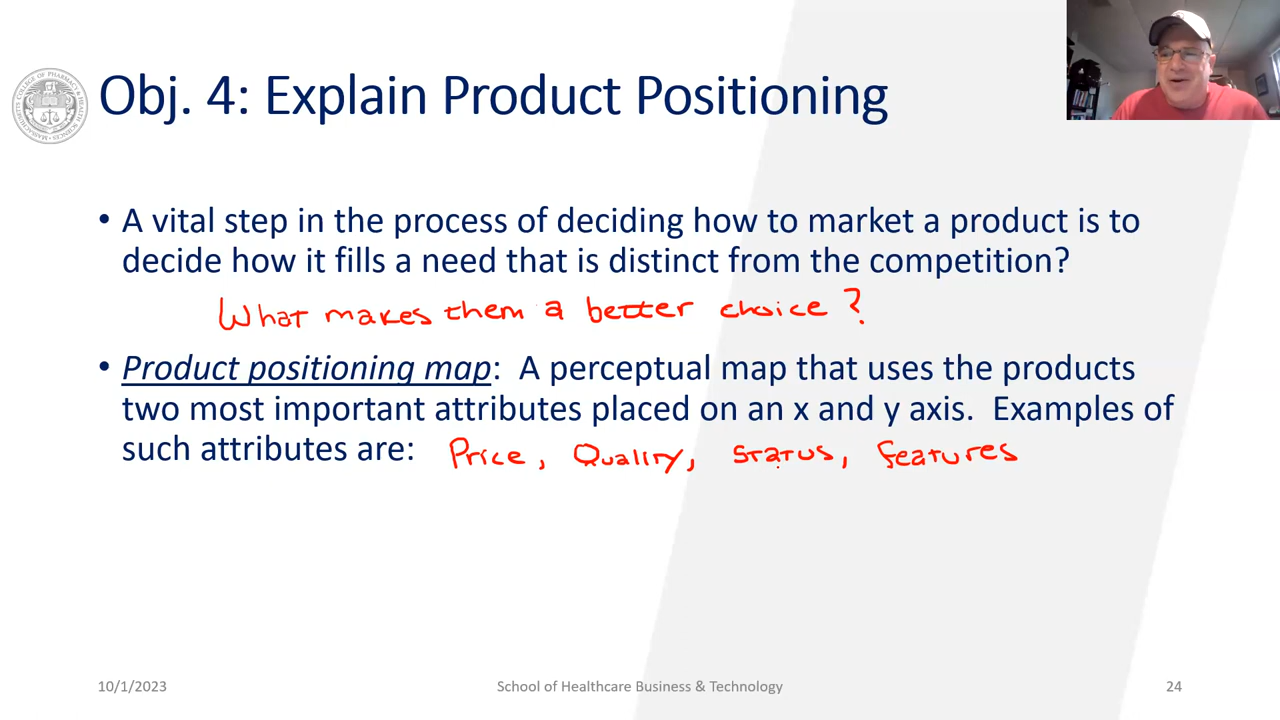 Obj. 4: Explain Product Positioning
• A vital step in the process of deciding how to market a product is to
decide how it fills a need that is distinct from the competition?
What makes them a better choice?
• Product positioning map: A perceptual map that uses the products
two most important attributes placed on an x and y axis. Examples of
such attributes are: Price, Quality, status, features
10/1/2023 School of Healthcare Business & Technology 24